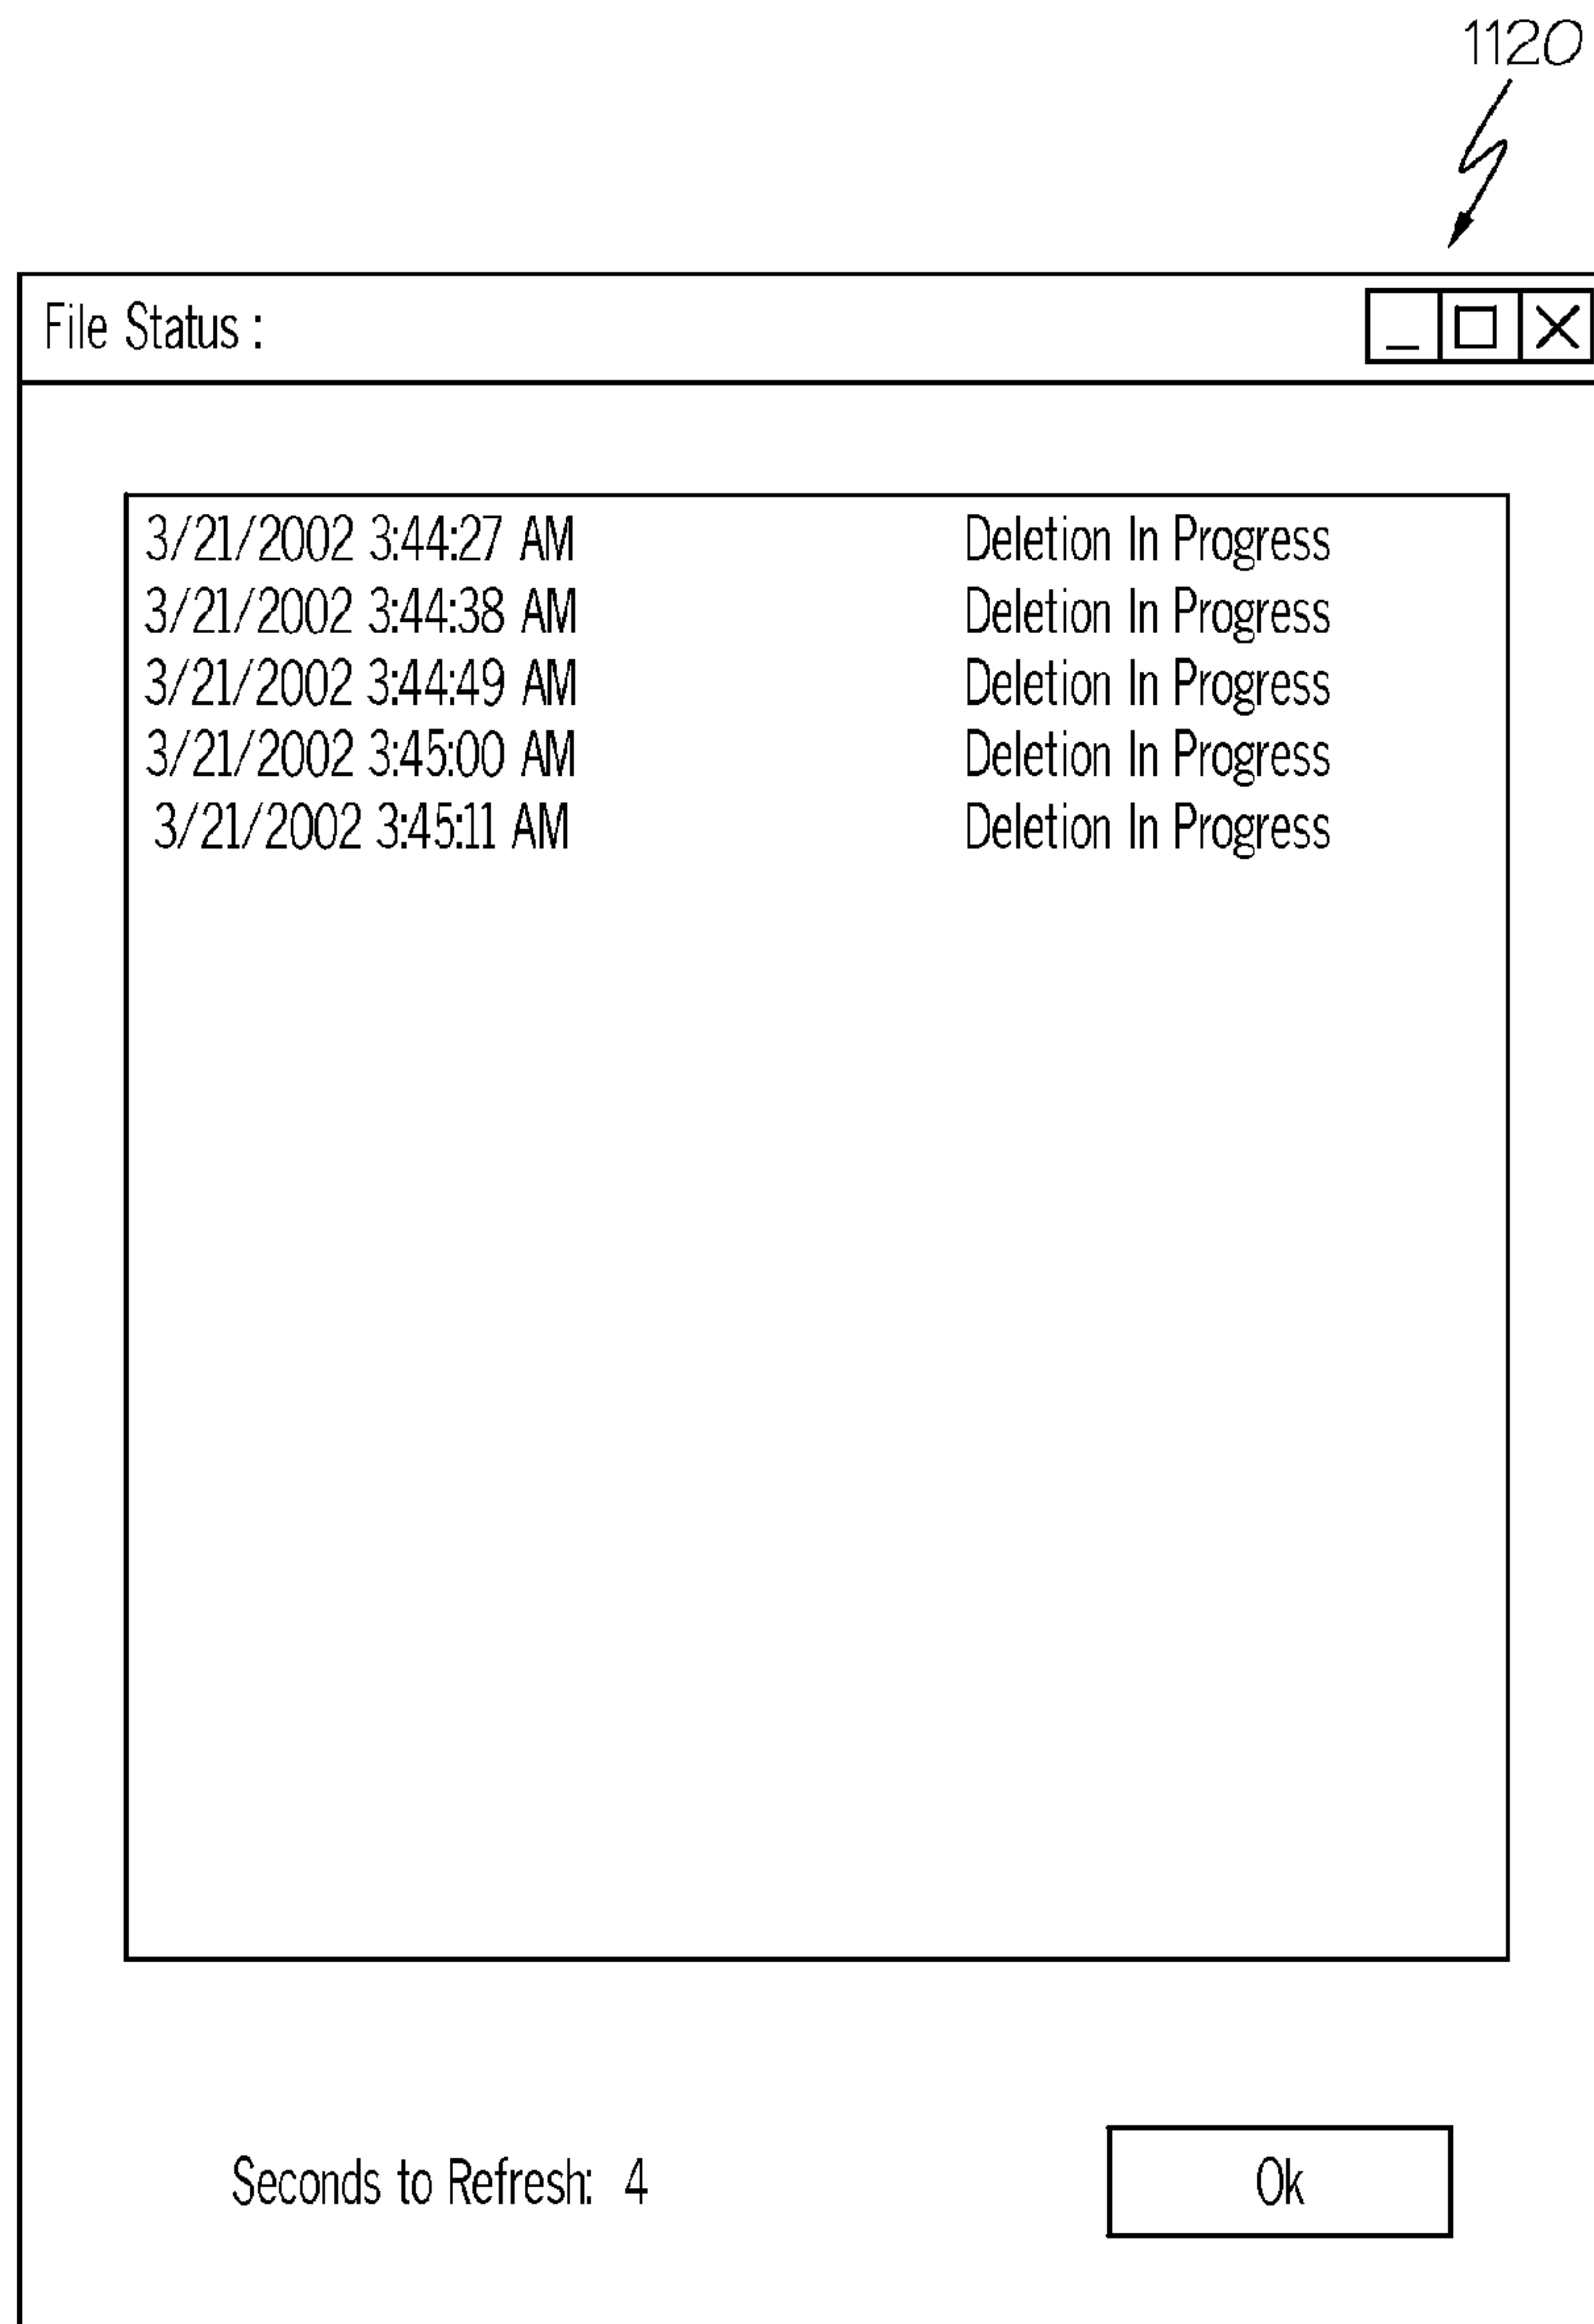 1120
File Status :
3/21/2002 3:44:27 AM Deletion In Progress
3/21/2002 3:44:38 AM Deletion In Progress
3/21/2002 3:44:49 AM Deletion In Progress
3/21/2002 3:45:00 AM Deletion In Progress
3/21/2002 3:45:11 AM Deletion In Progress
Seconds to Refresh: 4 Ok